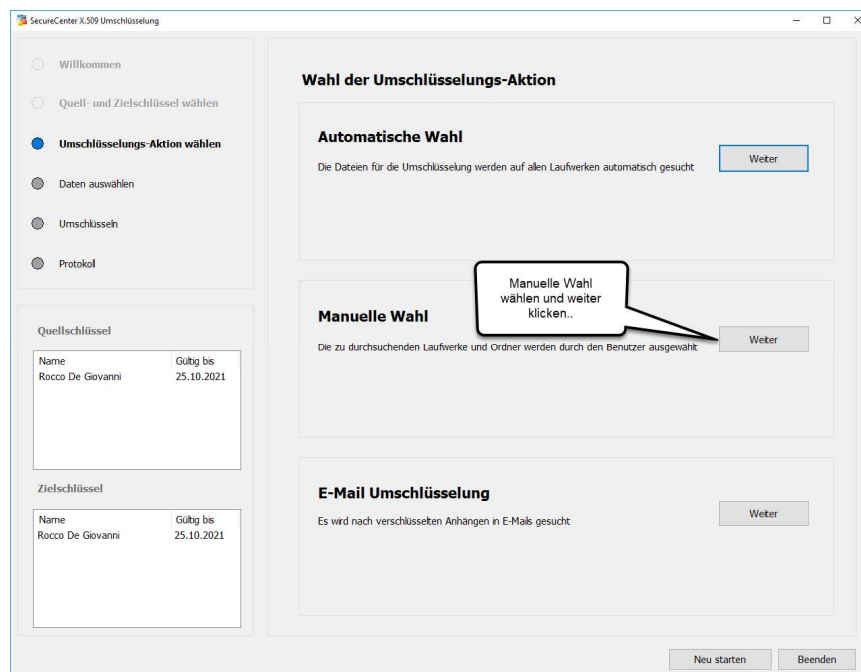 SecureCenter X.509 Umschlüsselung
Willkommen
Quell- und Zielschlüssel wählen
Umschlüsselungs-Aktion wählen
Daten auswählen
Umschlüsseln
Protokoll
Quellschlüssel
Name Gültig bis
Rocco De Giovanni 25.10.2021
Zielschlüssel
Name Gültig bis
Rocco De Giovanni 25.10.2021
Wahl der Umschlüsselungs-Aktion
Automatische Wahl
Die Dateien für die Umschlüsselung werden auf allen Laufwerken automatisch gesucht
Weiter
Manuelle Wahl
wählen und weiter
klicken..
Manuelle Wahl
Die zu durchsuchenden Laufwerke und Ordner werden durch den Benutzer ausgewählt
Weiter
E-Mail Umschlüsselung
Es wird nach verschlüsselten Anhängen in E-Mails gesucht
Weiter
Neu starten
Beenden